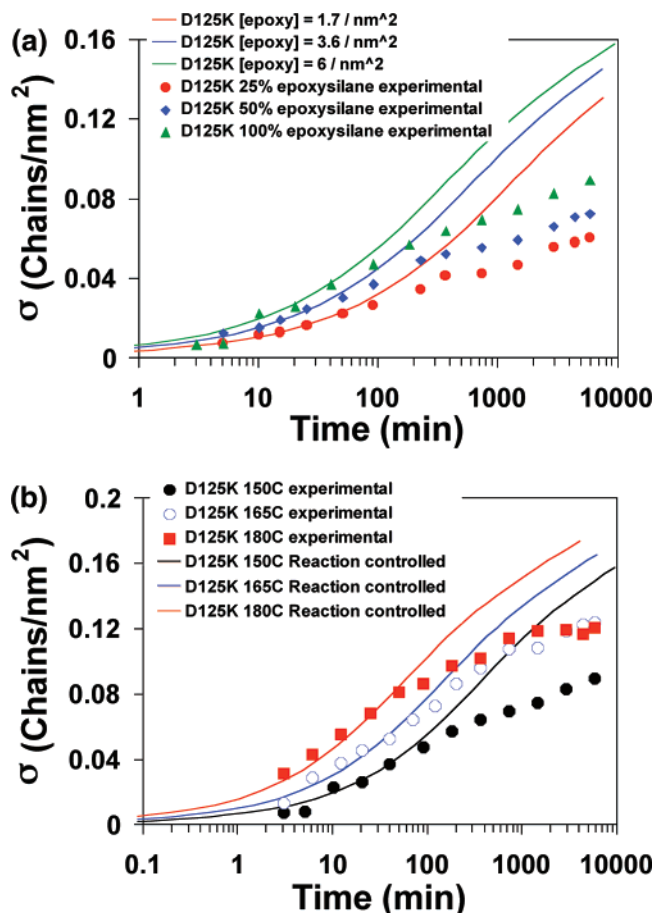 (a)
D125K [epoxy] = 1.7 / nm^2
D125K [epoxy] = 3.6 / nm^2
D125K [epoxy] = 6 / nm^2
D125K 25% epoxysilane experimental
D125K 50% epoxysilane experimental
D125K 100% epoxysilane experimental
0.16
0.12
0.08
0.04
0
σ (Chains/nm²)
1 10 100 1000 10000
Time (min)
(b)
D125K 150C experimental
D125K 165C experimental
D125K 180C experimental
D125K 150C Reaction controlled
D125K 165C Reaction controlled
D125K 180C Reaction controlled
0.2
0.16
0.12
0.08
0.04
0
σ (Chains/nm²)
0.1 1 10 100 1000 10000
Time (min)